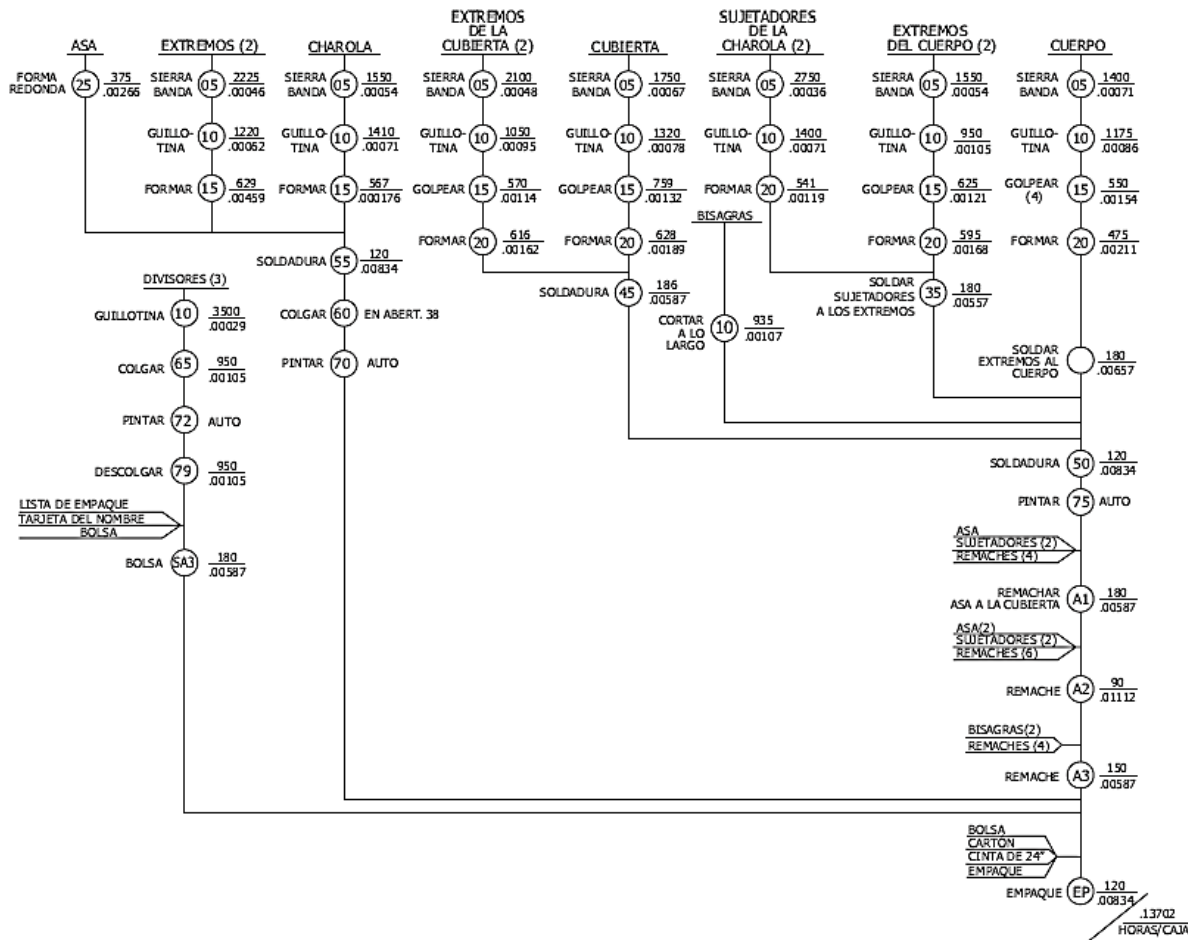 EXTREMOS
DE LA
CUBIERTA (2)
SUJETADORES
DE LA
CHAROLA (2)
EXTREMOS
DEL CUERPO (2)
ASA
EXTREMOS (2)
CHAROLA
CUBIERTA
CUERPO
FORMA
REDONDA
25
375
.00266
SIERRA
BANDA
05
2225
.00046
SIERRA
BANDA
05
1550
.00054
SIERRA
BANDA
05
2100
.00048
SIERRA
BANDA
05
1750
.00067
SIERRA
BANDA
05
2750
.00036
SIERRA
BANDA
05
1550
.00054
SIERRA
BANDA
05
1400
.00071
GUILLO-
TINA
10
1220
.00062
GUILLO-
TINA
10
1410
.00071
GUILLO-
TINA
10
1050
.00095
GUILLO-
TINA
10
1320
.00078
GUILLO-
TINA
10
1400
.00071
GUILLO-
TINA
10
950
.00105
GUILLO-
TINA
10
1175
.00086
FORMAR
15
629
.00459
FORMAR
15
567
.000176
GOLPEAR
15
570
.00114
GOLPEAR
15
759
.00132
FORMAR
20
541
.00119
GOLPEAR
15
625
.00121
GOLPEAR
(4)
15
550
.00154
BISAGRAS
FORMAR
20
616
.00162
FORMAR
20
628
.00189
FORMAR
20
595
.00168
FORMAR
20
475
.00211
SOLDADURA
55
120
.00834
DIVISORES (3)
SOLDADURA
45
186
.00587
SOLDAR
SUJETADORES
A LOS EXTREMOS
35
180
.00557
GUILLOTINA
10
3500
.00029
COLGAR
60
EN ABERT. 38
CORTAR
A LO
LARGO
10
935
.00107
COLGAR
65
950
.00105
PINTAR
70
AUTO
SOLDAR
EXTREMOS AL
CUERPO
180
.00657
PINTAR
72
AUTO
DESCOLGAR
79
950
.00105
SOLDADURA
50
120
.00834
PINTAR
75
AUTO
LISTA DE EMPAQUE
TARJETA DEL NOMBRE
BOLSA
ASA
SUJETADORES (2)
REMACHES (4)
BOLSA
SA3
180
.00587
REMACHAR
ASA A LA CUBIERTA
A1
180
.00587
ASA(2)
SUJETADORES (2)
REMACHES (6)
REMACHE
A2
90
.01112
BISAGRAS(2)
REMACHES (4)
REMACHE
A3
150
.00587
BOLSA
CARTÓN
CINTA DE 24"
EMPAQUE
EMPAQUE
EP
120
.00834
.13702
HORAS/CAJA